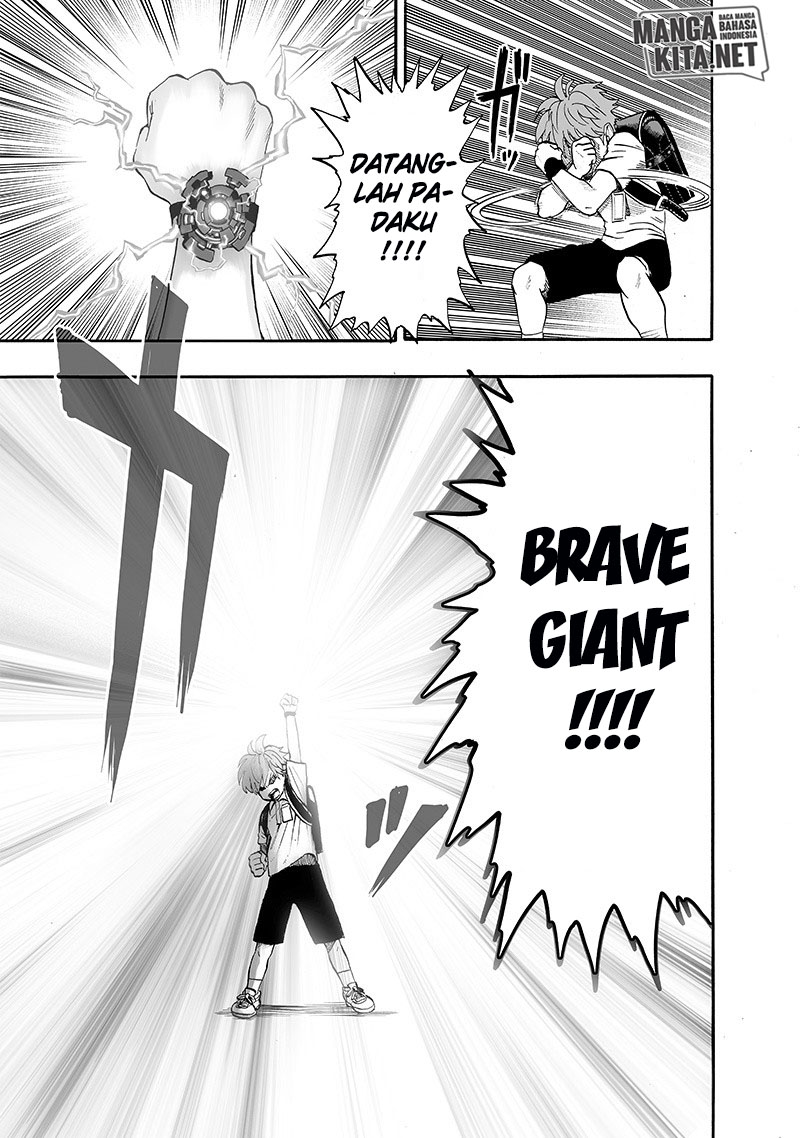 MANGA
BACA MANGA
BAHASA
INDONESIA
KITA.NET
DATANG-
LAH PA-
DAKU
!!!!
BRAVE
GIANT
!!!!